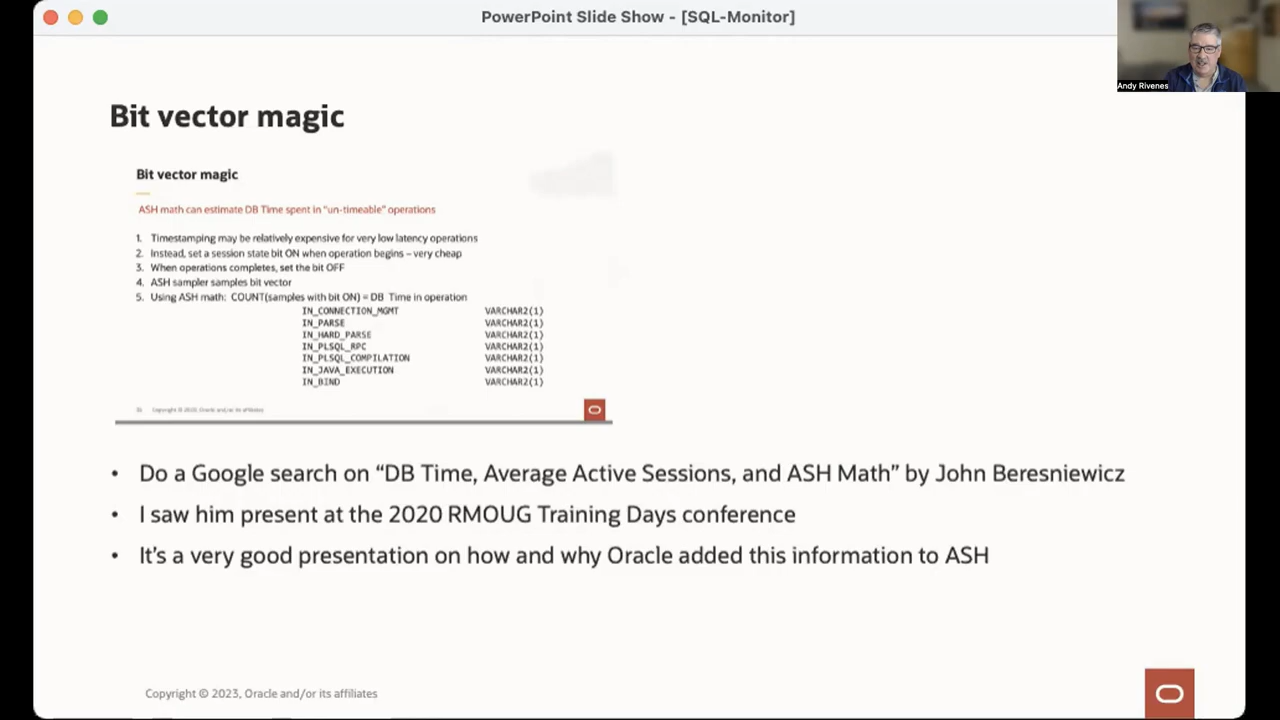 PowerPoint Slide Show - [SQL-Monitor]
Andy Rivenes
Bit vector magic
Bit vector magic
ASH math can estimate DB Time spent in “un-timeable” operations
1. Timestamping may be relatively expensive for very low latency operations
2. Instead, set a session state bit ON when operation begins – very cheap
3. When operations completes, set the bit OFF
4. ASH sampler samples bit vector
5. Using ASH math: COUNT(samples with bit ON) = DB Time in operation
IN_CONNECTION_MGMT VARCHAR2(1)
IN_PARSE VARCHAR2(1)
IN_HARD_PARSE VARCHAR2(1)
IN_PLSQL_RPC VARCHAR2(1)
IN_PLSQL_COMPILATION VARCHAR2(1)
IN_JAVA_EXECUTION VARCHAR2(1)
IN_BIND VARCHAR2(1)
Copyright © 2020, Oracle and/or its affiliates
• Do a Google search on “DB Time, Average Active Sessions, and ASH Math” by John Beresniewicz
• I saw him present at the 2020 RMOUG Training Days conference
• It’s a very good presentation on how and why Oracle added this information to ASH
Copyright © 2023, Oracle and/or its affiliates